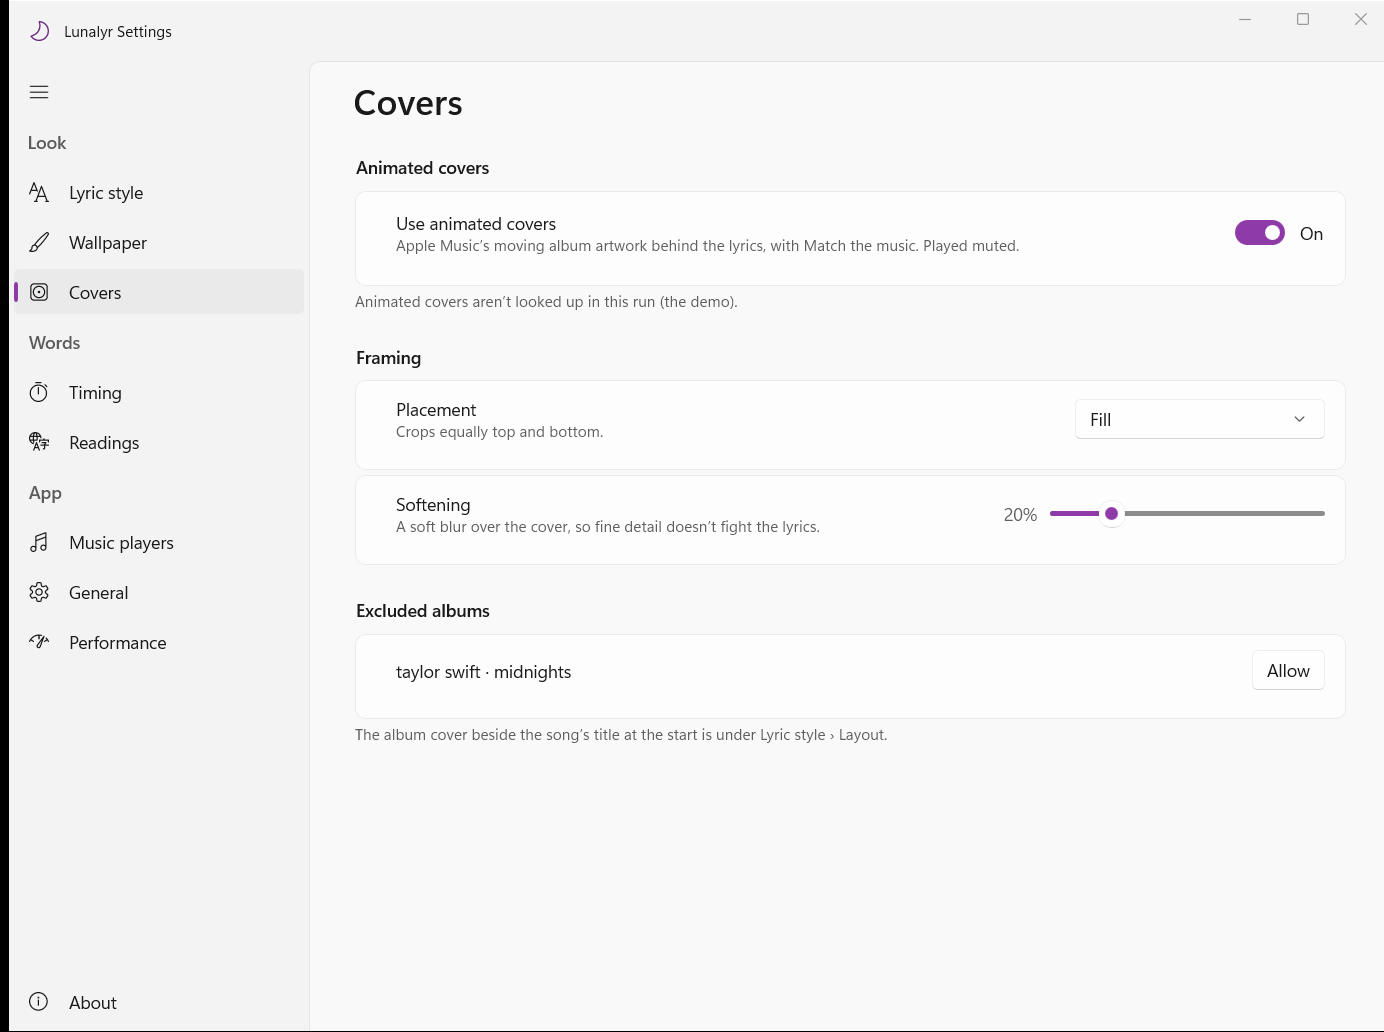 Lunalyr Settings
Look
Lyric style
Wallpaper
Covers
Words
Timing
Readings
App
Music players
General
Performance
About
Covers
Animated covers
Use animated covers
Apple Music’s moving album artwork behind the lyrics, with Match the music. Played muted.
On
Animated covers aren’t looked up in this run (the demo).
Framing
Placement
Crops equally top and bottom.
Fill
Softening
A soft blur over the cover, so fine detail doesn’t fight the lyrics.
20%
Excluded albums
taylor swift · midnights
Allow
The album cover beside the song’s title at the start is under Lyric style › Layout.